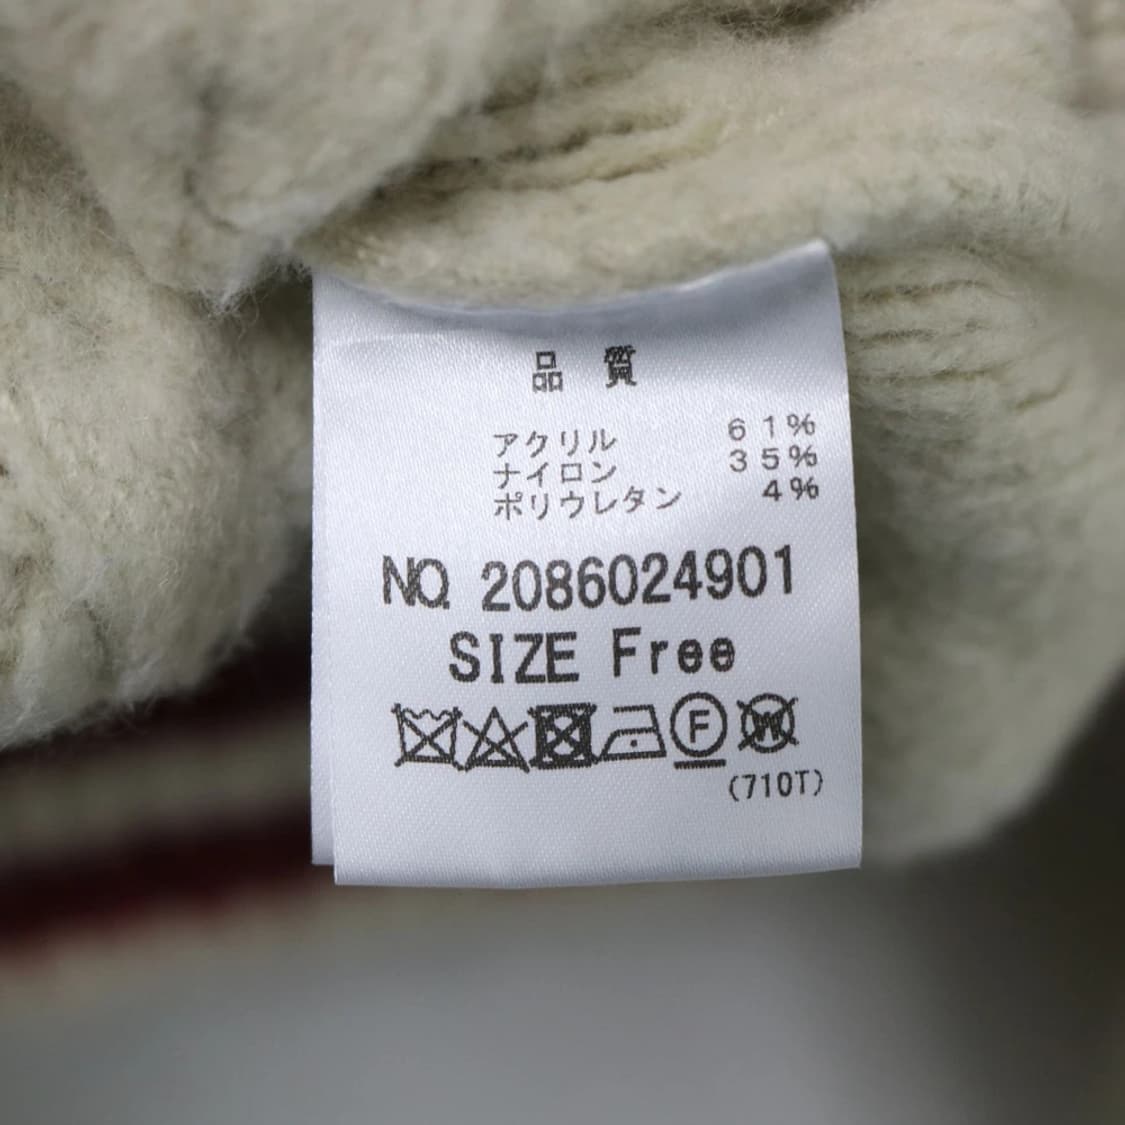 品 質
アクリル 61%
ナイロン 35%
ポリウレタン 4%
NO. 2086024901
SIZE Free
F W
(710T)